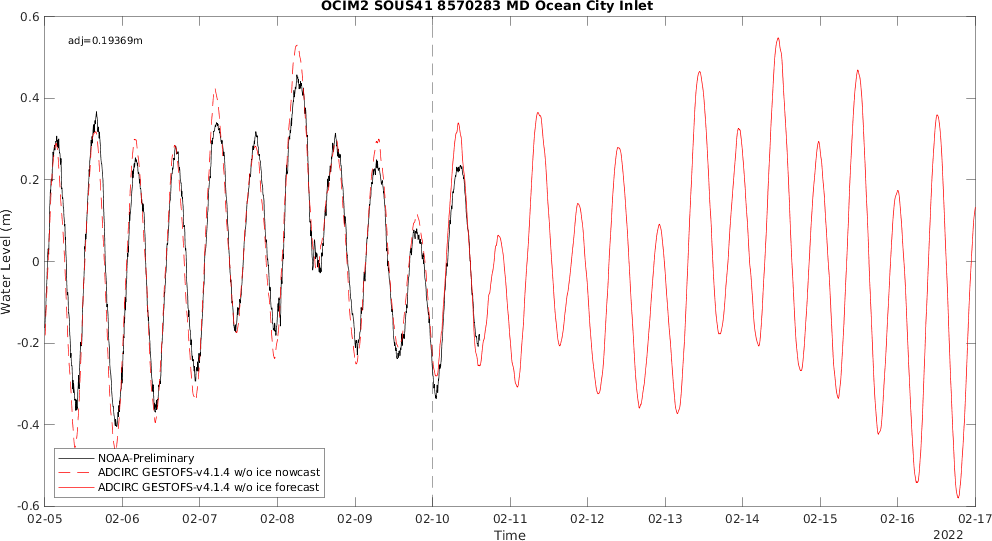 OCIM2 SOUS41 8570283 MD Ocean City Inlet
adj=0.19369m
0.6
0.4
0.2
0
-0.2
-0.4
-0.6
Water Level (m)
NOAA-Preliminary
ADCIRC GESTOFS-v4.1.4 w/o ice nowcast
ADCIRC GESTOFS-v4.1.4 w/o ice forecast
02-05 02-06 02-07 02-08 02-09 02-10 02-11 02-12 02-13 02-14 02-15 02-16 02-17
Time
2022